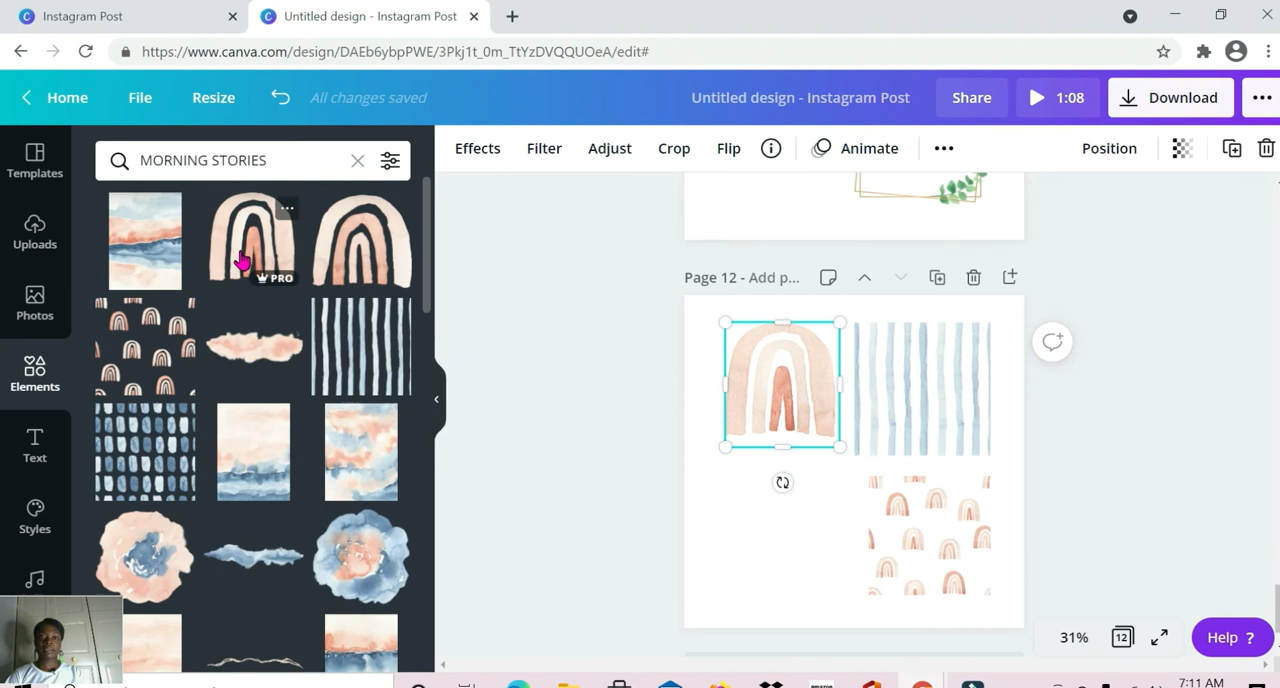 Instagram Post
Untitled design - Instagram Post
https://www.canva.com/design/DAEb6ybpPWE/3Pkj1t_0m_TtYzDVQQUOeA/edit#
Home
File
Resize
All changes saved
Untitled design - Instagram Post
Share
1:08
Download
Templates
Uploads
Photos
Elements
Text
Styles
MORNING STORIES
PRO
Effects
Filter
Adjust
Crop
Flip
Animate
Position
Page 12 - Add p...
31%
12
Help ?
amazon
7:11 AM